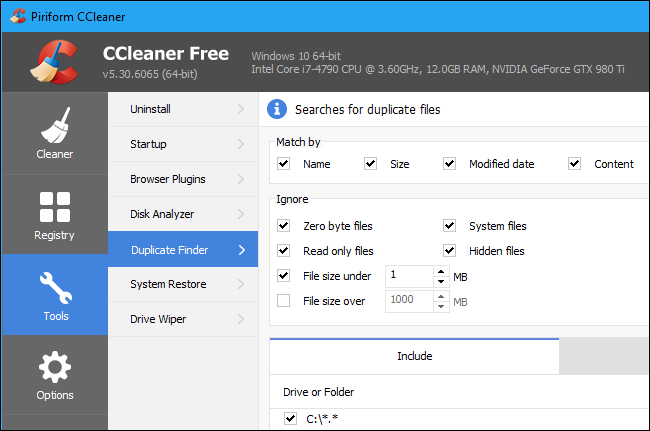 Piriform CCleaner
CCleaner Free
v5.30.6065 (64-bit)
Windows 10 64-bit
Intel Core i7-4790 CPU @ 3.60GHz, 12.0GB RAM, NVIDIA GeForce GTX 980 Ti
Cleaner
Registry
Tools
Options
Uninstall
Startup
Browser Plugins
Disk Analyzer
Duplicate Finder
System Restore
Drive Wiper
Searches for duplicate files
Match by
Name Size Modified date Content
Ignore
Zero byte files System files
Read only files Hidden files
File size under 1 MB
File size over 1000 MB
Include
Drive or Folder
C:\*.*